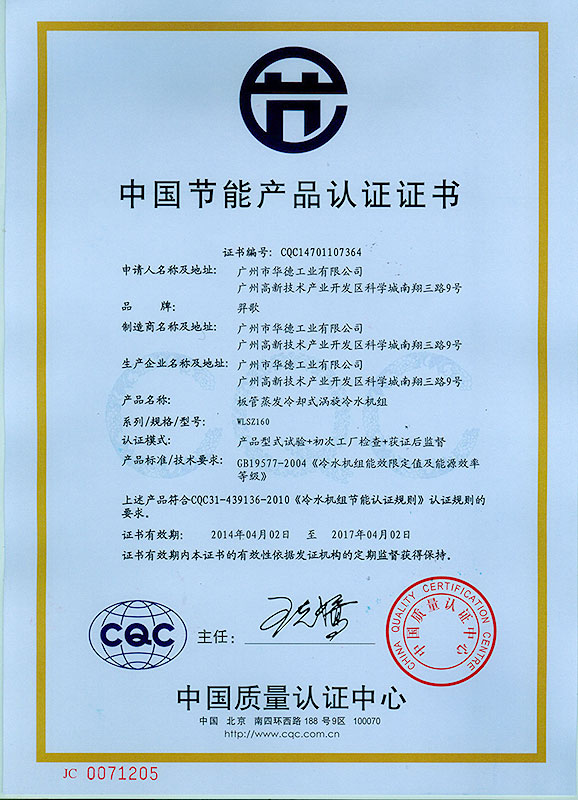 中国节能产品认证证书
证书编号: CQC14701107364
申请人名称及地址: 广州市华德工业有限公司
广州高新技术产业开发区科学城南翔三路9号
品 牌: 羿歌
制造商名称及地址: 广州市华德工业有限公司
广州高新技术产业开发区科学城南翔三路9号
生产企业名称及地址: 广州市华德工业有限公司
广州高新技术产业开发区科学城南翔三路9号
产品名称: 板管蒸发冷却式涡旋冷水机组
系列/规格/型号: WLSZ160
认证模式: 产品型式试验+初次工厂检查+获证后监督
产品标准/技术要求: GB19577-2004《冷水机组能效限定值及能源效率
等级》
上述产品符合CQC31-439136-2010《冷水机组节能认证规则》认证规则的
要求。
证书有效期: 2014年04月02日 至 2017年04月02日
证书有效期内本证书的有效性依据发证机构的定期监督获得保持。
CQC
主任:
CHINA QUALITY CERTIFICATION CENTRE
中国质量认证中心
中国质量认证中心
中国 北京 南四环西路 188 号 9区 100070
http://www.cqc.com.cn
JC 0071205